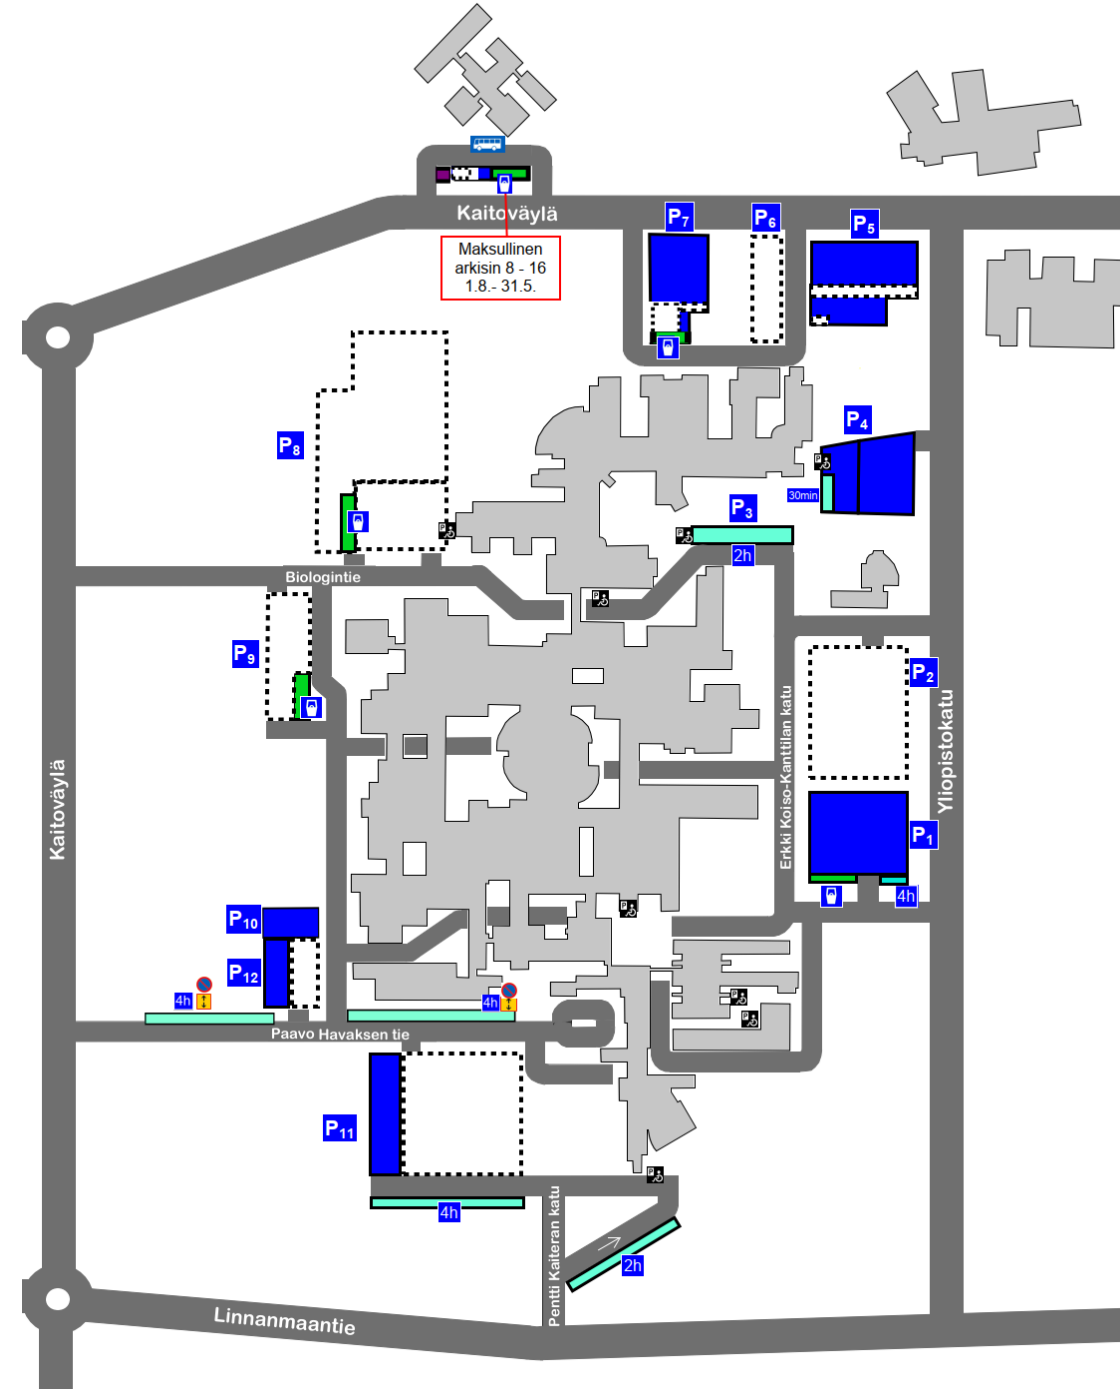 Kaitoväylä
Maksullinen
arkisin 8 - 16
1.8.- 31.5.
P7
P6
P5
P8
P4
P
30min
P3
P
P
2h
Biologintie
P
P9
P2
Kaitoväylä
Erkki Koiso-Kanttilan katu
Yliopistokatu
P1
4h
P
P10
P12
4h
4h
P
P
Paavo Havaksen tie
P11
P
4h
Pentti Kaiteran katu
2h
Linnanmaantie